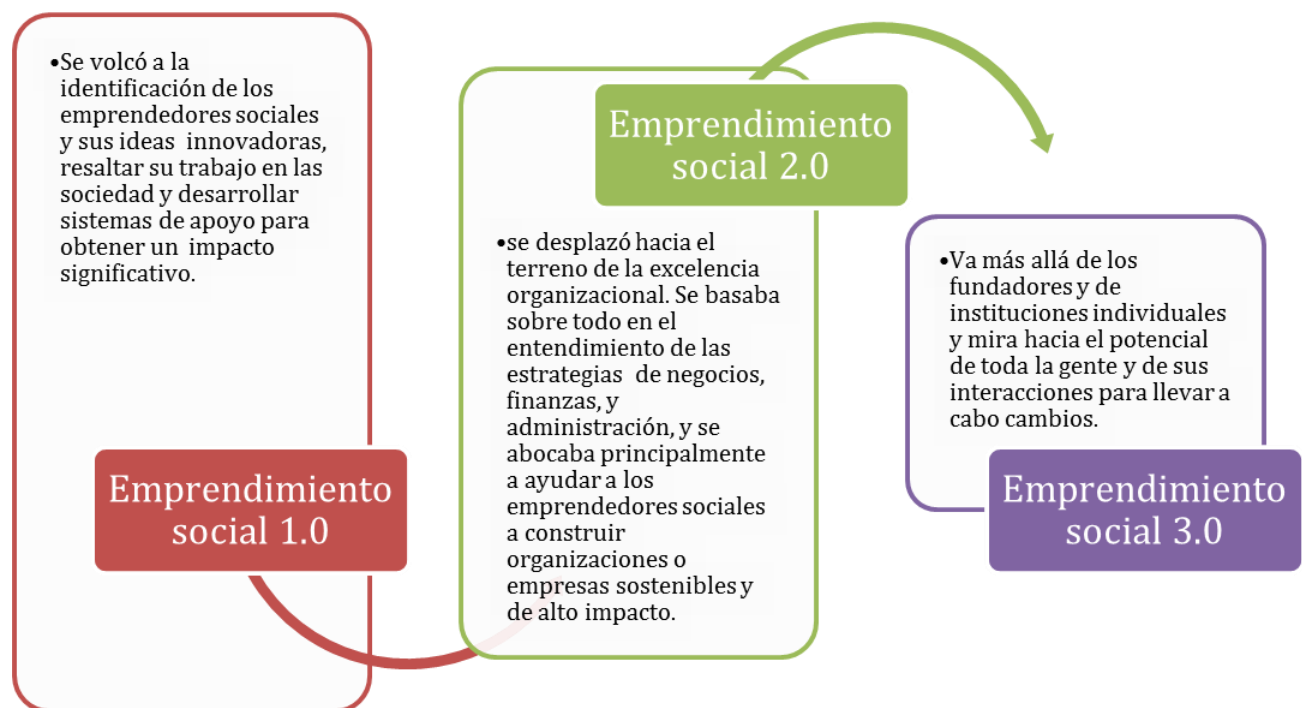 •Se volcó a la
identificación de los
emprendedores sociales
y sus ideas innovadoras,
resaltar su trabajo en las
sociedad y desarrollar
sistemas de apoyo para
obtener un impacto
significativo.
Emprendimiento
social 1.0
Emprendimiento
social 2.0
•se desplazó hacia el
terreno de la excelencia
organizacional. Se basaba
sobre todo en el
entendimiento de las
estrategias de negocios,
finanzas, y
administración, y se
abocaba principalmente
a ayudar a los
emprendedores sociales
a construir
organizaciones o
empresas sostenibles y
de alto impacto.
•Va más allá de los
fundadores y de
instituciones individuales
y mira hacia el potencial
de toda la gente y de sus
interacciones para llevar a
cabo cambios.
Emprendimiento
social 3.0